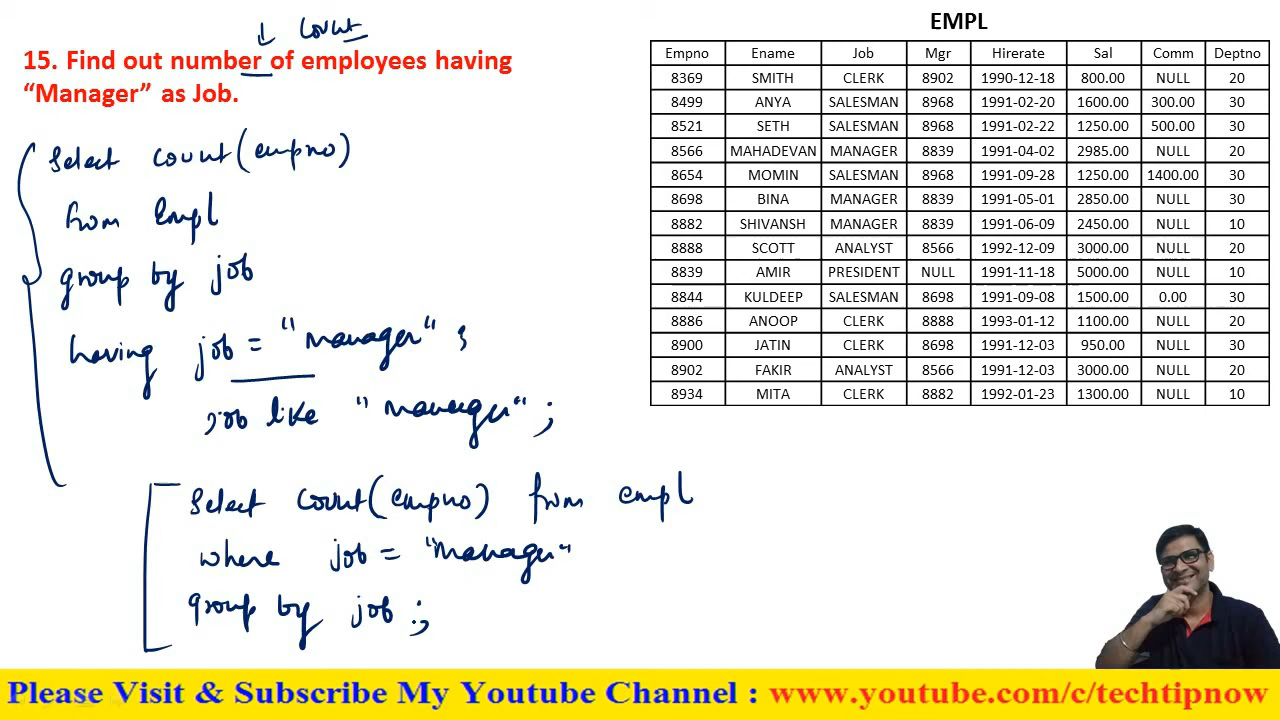 ↓ Count
15. Find out number of employees having
“Manager” as Job.
Select count(empno)
from Empl
group by job
having job = "manager" ;
job like "manager" ;
Select count(empno) from empl
where job = "manager"
group by job ;
EMPL
Empno Ename Job Mgr Hirerate Sal Comm Deptno
8369 SMITH CLERK 8902 1990-12-18 800.00 NULL 20
8499 ANYA SALESMAN 8968 1991-02-20 1600.00 300.00 30
8521 SETH SALESMAN 8968 1991-02-22 1250.00 500.00 30
8566 MAHADEVAN MANAGER 8839 1991-04-02 2985.00 NULL 20
8654 MOMIN SALESMAN 8968 1991-09-28 1250.00 1400.00 30
8698 BINA MANAGER 8839 1991-05-01 2850.00 NULL 30
8882 SHIVANSH MANAGER 8839 1991-06-09 2450.00 NULL 10
8888 SCOTT ANALYST 8566 1992-12-09 3000.00 NULL 20
8839 AMIR PRESIDENT NULL 1991-11-18 5000.00 NULL 10
8844 KULDEEP SALESMAN 8698 1991-09-08 1500.00 0.00 30
8886 ANOOP CLERK 8888 1993-01-12 1100.00 NULL 20
8900 JATIN CLERK 8698 1991-12-03 950.00 NULL 30
8902 FAKIR ANALYST 8566 1991-12-03 3000.00 NULL 20
8934 MITA CLERK 8882 1992-01-23 1300.00 NULL 10
Please Visit & Subscribe My Youtube Channel : www.youtube.com/c/techtipnow